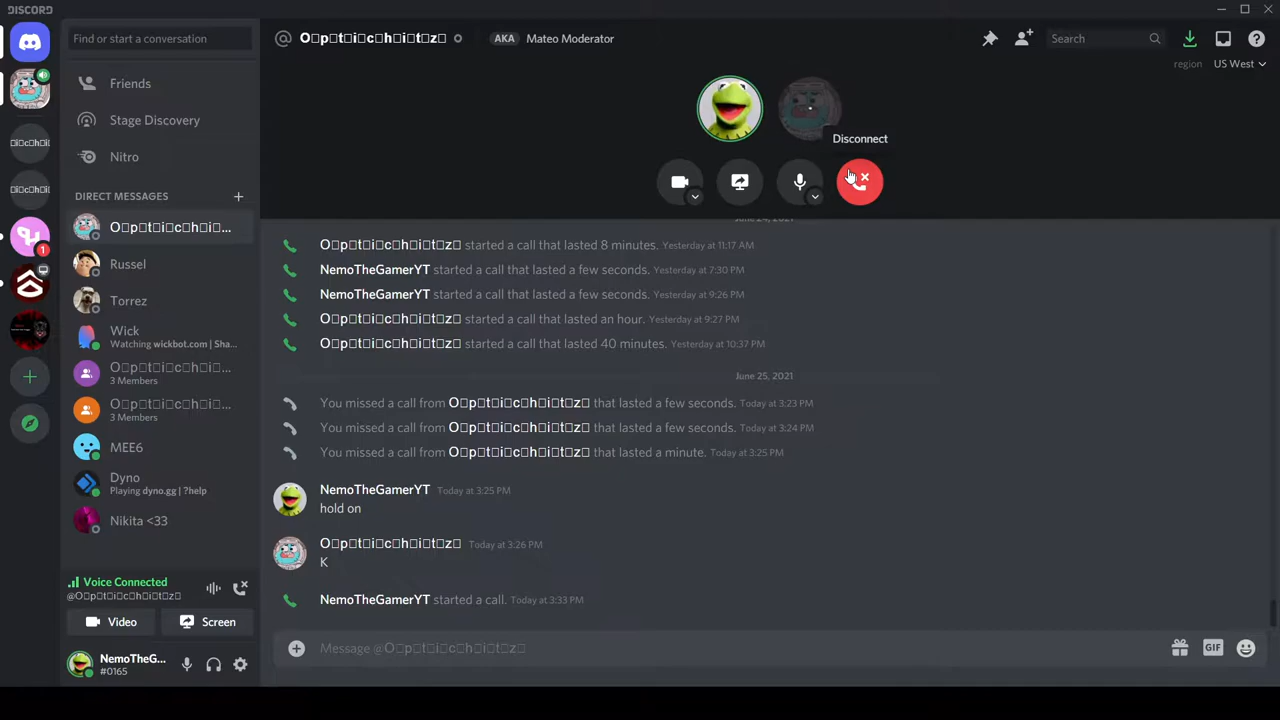 DISCORD
Find or start a conversation
Friends
Stage Discovery
Nitro
DIRECT MESSAGES
O□p□t□i□c□h□i□...
Russel
Torrez
Wick
Watching wickbot.com | Sha...
O□p□t□i□c□h□i□...
3 Members
O□p□t□i□c□h□i□...
3 Members
MEE6
Dyno
Playing dyno.gg | ?help
Nikita <33
Voice Connected
@O□p□t□i□c□h□i□t□z□
Video
Screen
NemoTheG...
#0165
□i□c□h□i□
□i□c□h□i□
1
@ O□p□t□i□c□h□i□t□z□
AKA
Mateo Moderator
Search
region
US West
Disconnect
June 24, 2021
O□p□t□i□c□h□i□t□z□ started a call that lasted 8 minutes. Yesterday at 11:17 AM
NemoTheGamerYT started a call that lasted a few seconds. Yesterday at 7:30 PM
NemoTheGamerYT started a call that lasted a few seconds. Yesterday at 9:26 PM
O□p□t□i□c□h□i□t□z□ started a call that lasted an hour. Yesterday at 9:27 PM
O□p□t□i□c□h□i□t□z□ started a call that lasted 40 minutes. Yesterday at 10:37 PM
June 25, 2021
You missed a call from O□p□t□i□c□h□i□t□z□ that lasted a few seconds. Today at 3:23 PM
You missed a call from O□p□t□i□c□h□i□t□z□ that lasted a few seconds. Today at 3:24 PM
You missed a call from O□p□t□i□c□h□i□t□z□ that lasted a minute. Today at 3:25 PM
NemoTheGamerYT Today at 3:25 PM
hold on
O□p□t□i□c□h□i□t□z□ Today at 3:26 PM
K
NemoTheGamerYT started a call. Today at 3:33 PM
Message @O□p□t□i□c□h□i□t□z□
GIF